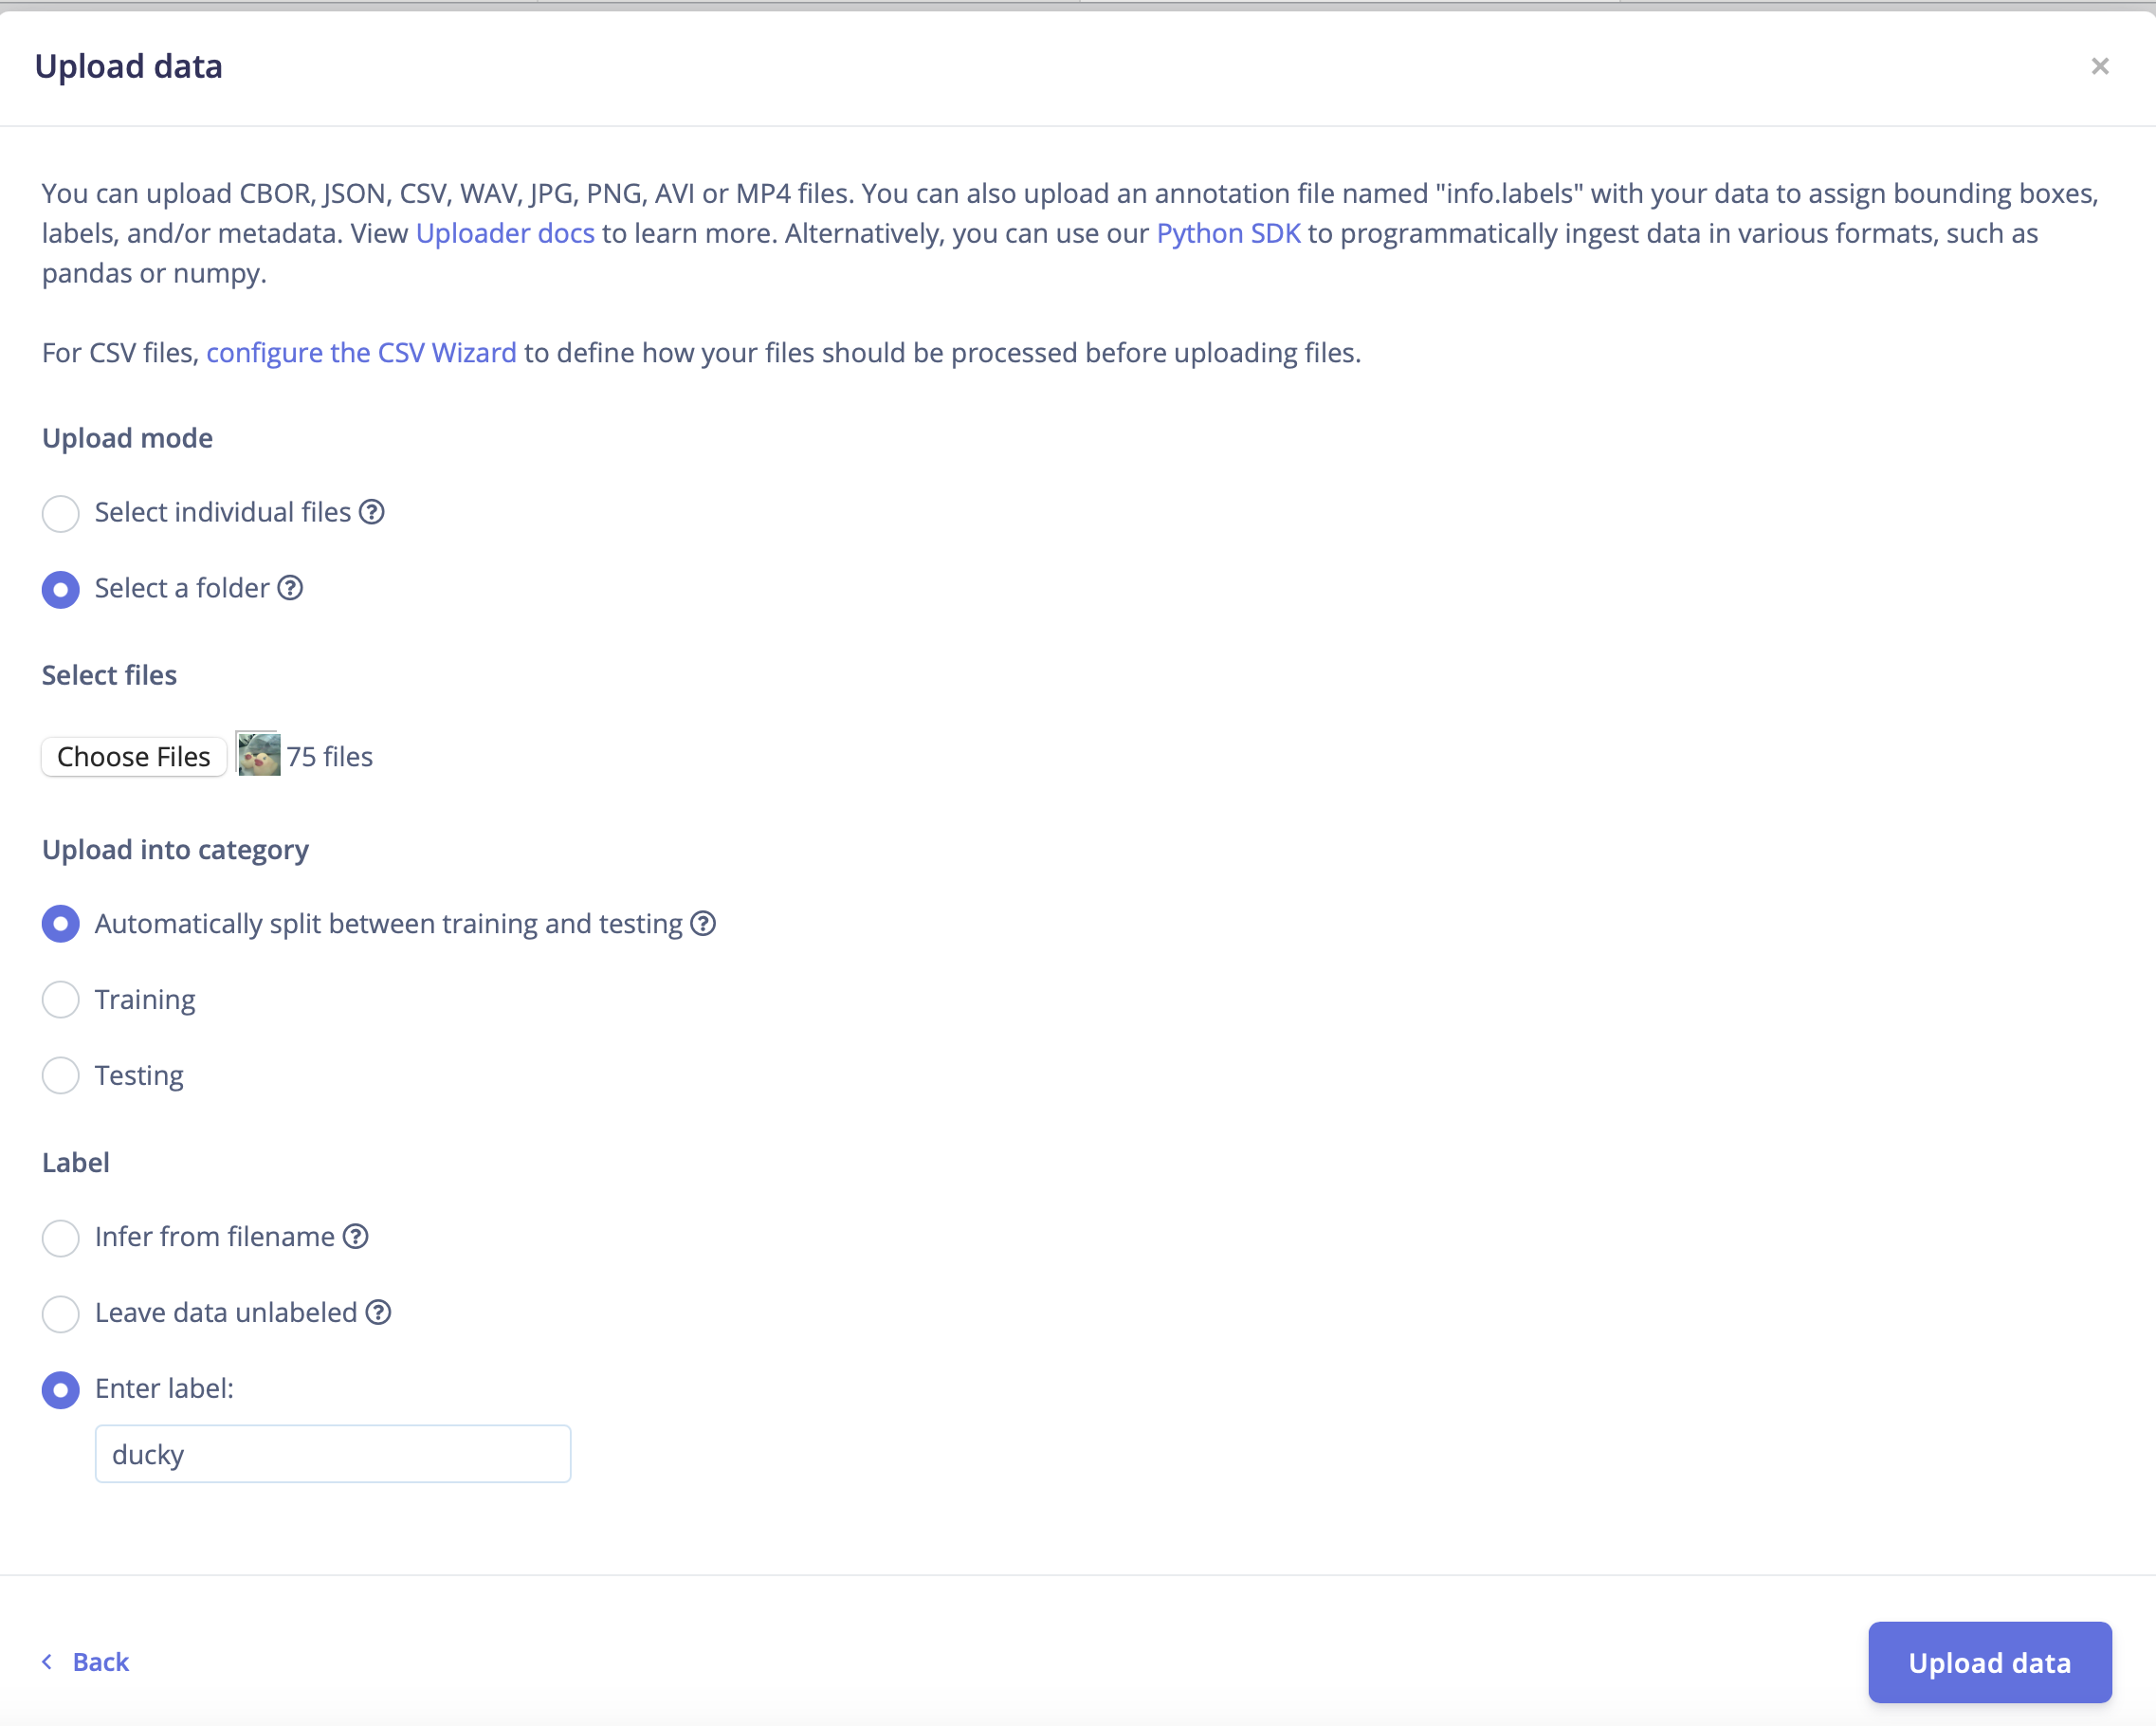 Upload data
×
You can upload CBOR, JSON, CSV, WAV, JPG, PNG, AVI or MP4 files. You can also upload an annotation file named "info.labels" with your data to assign bounding boxes,
labels, and/or metadata. View Uploader docs to learn more. Alternatively, you can use our Python SDK to programmatically ingest data in various formats, such as
pandas or numpy.
For CSV files, configure the CSV Wizard to define how your files should be processed before uploading files.
Upload mode
Select individual files ?
Select a folder ?
Select files
Choose Files 75 files
Upload into category
Automatically split between training and testing ?
Training
Testing
Label
Infer from filename ?
Leave data unlabeled ?
Enter label:
ducky
Back
Upload data